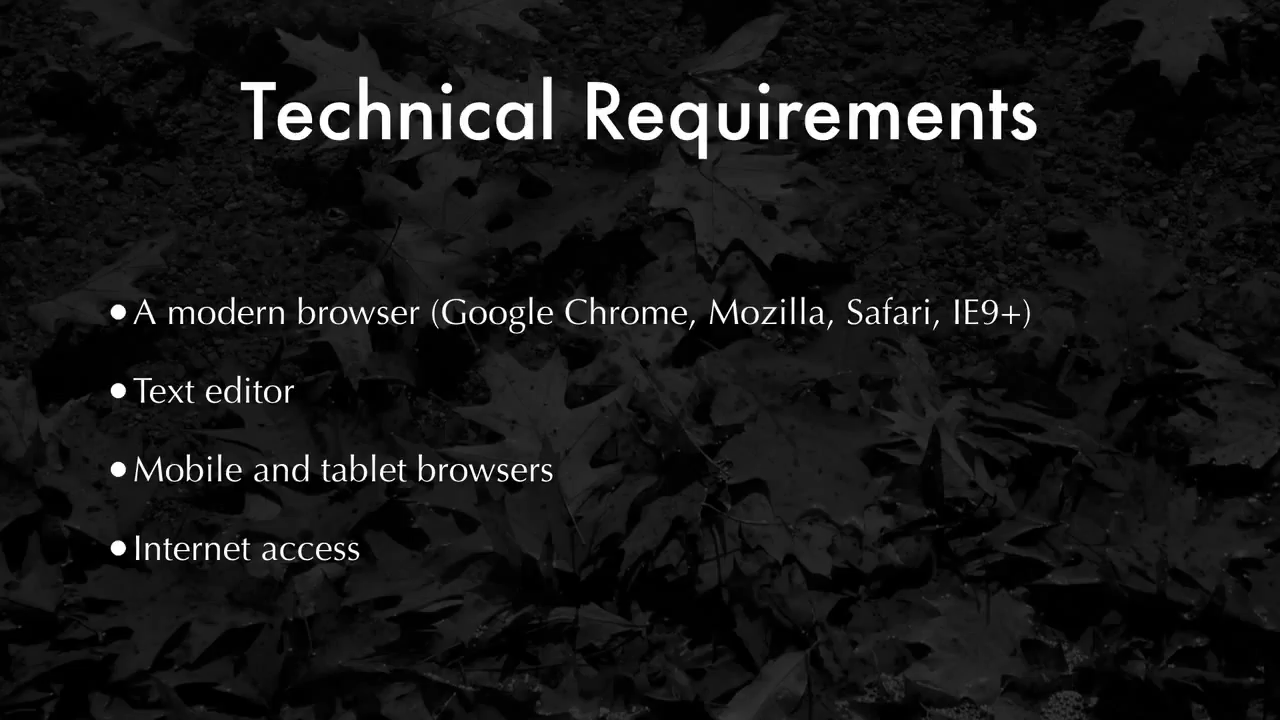 Technical Requirements
•A modern browser (Google Chrome, Mozilla, Safari, IE9+)
•Text editor
•Mobile and tablet browsers
•Internet access